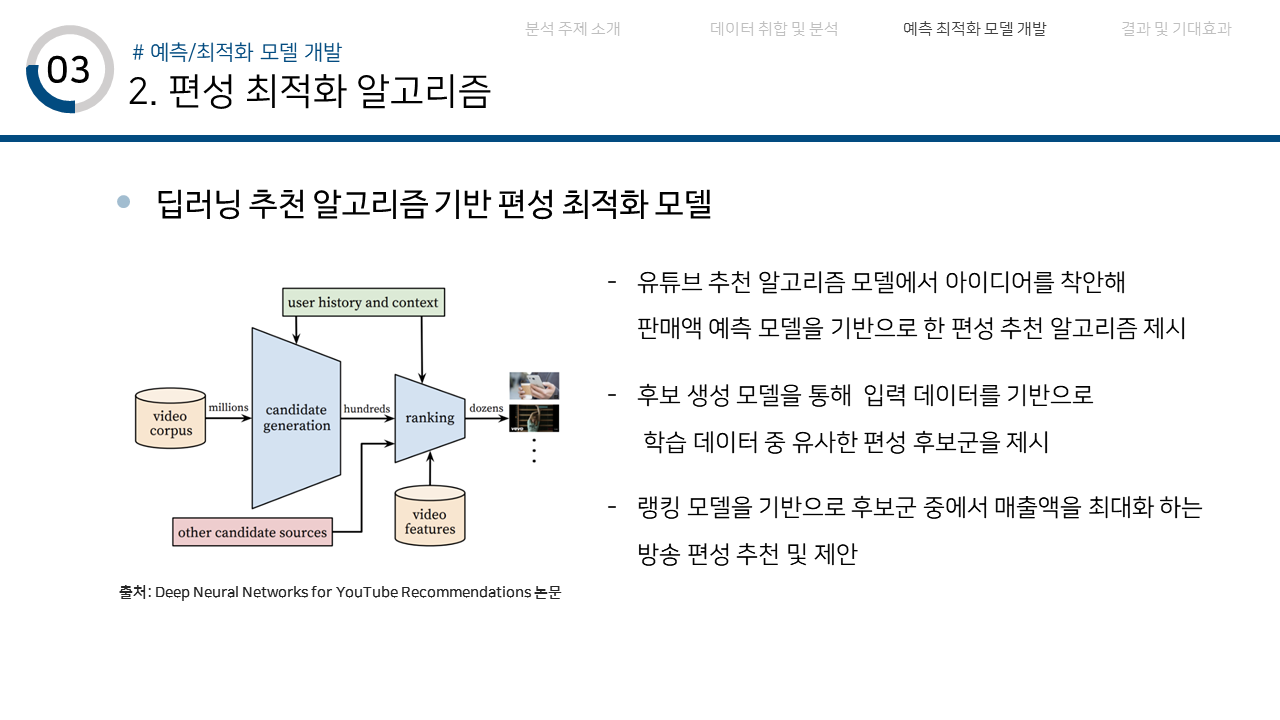 분석 주제 소개
데이터 취합 및 분석
예측 최적화 모델 개발
결과 및 기대효과
03
# 예측/최적화 모델 개발
2. 편성 최적화 알고리즘
딥러닝 추천 알고리즘 기반 편성 최적화 모델
user history and context
video
corpus
millions
candidate
generation
hundreds
ranking
dozens
video
features
other candidate sources
출처: Deep Neural Networks for YouTube Recommendations 논문
- 유튜브 추천 알고리즘 모델에서 아이디어를 착안해
판매액 예측 모델을 기반으로 한 편성 추천 알고리즘 제시
- 후보 생성 모델을 통해 입력 데이터를 기반으로
학습 데이터 중 유사한 편성 후보군을 제시
- 랭킹 모델을 기반으로 후보군 중에서 매출액을 최대화 하는
방송 편성 추천 및 제안